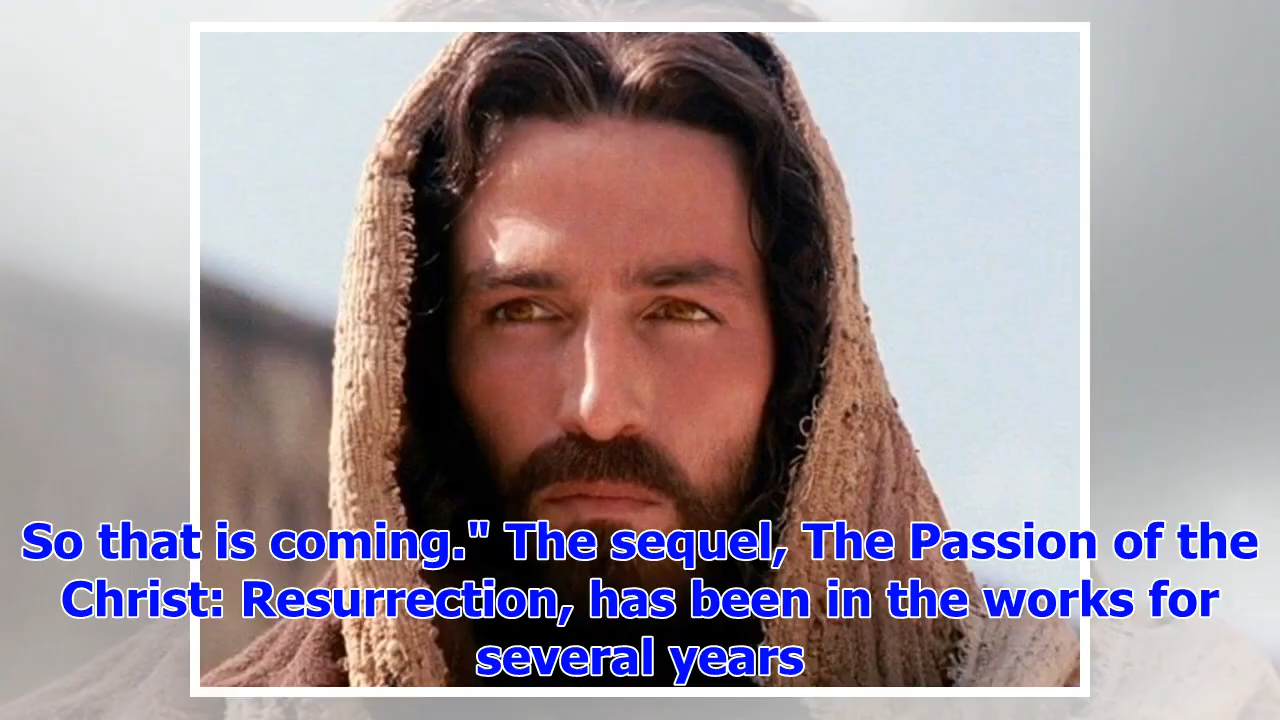 So that is coming." The sequel, The Passion of the
Christ: Resurrection, has been in the works for
several years